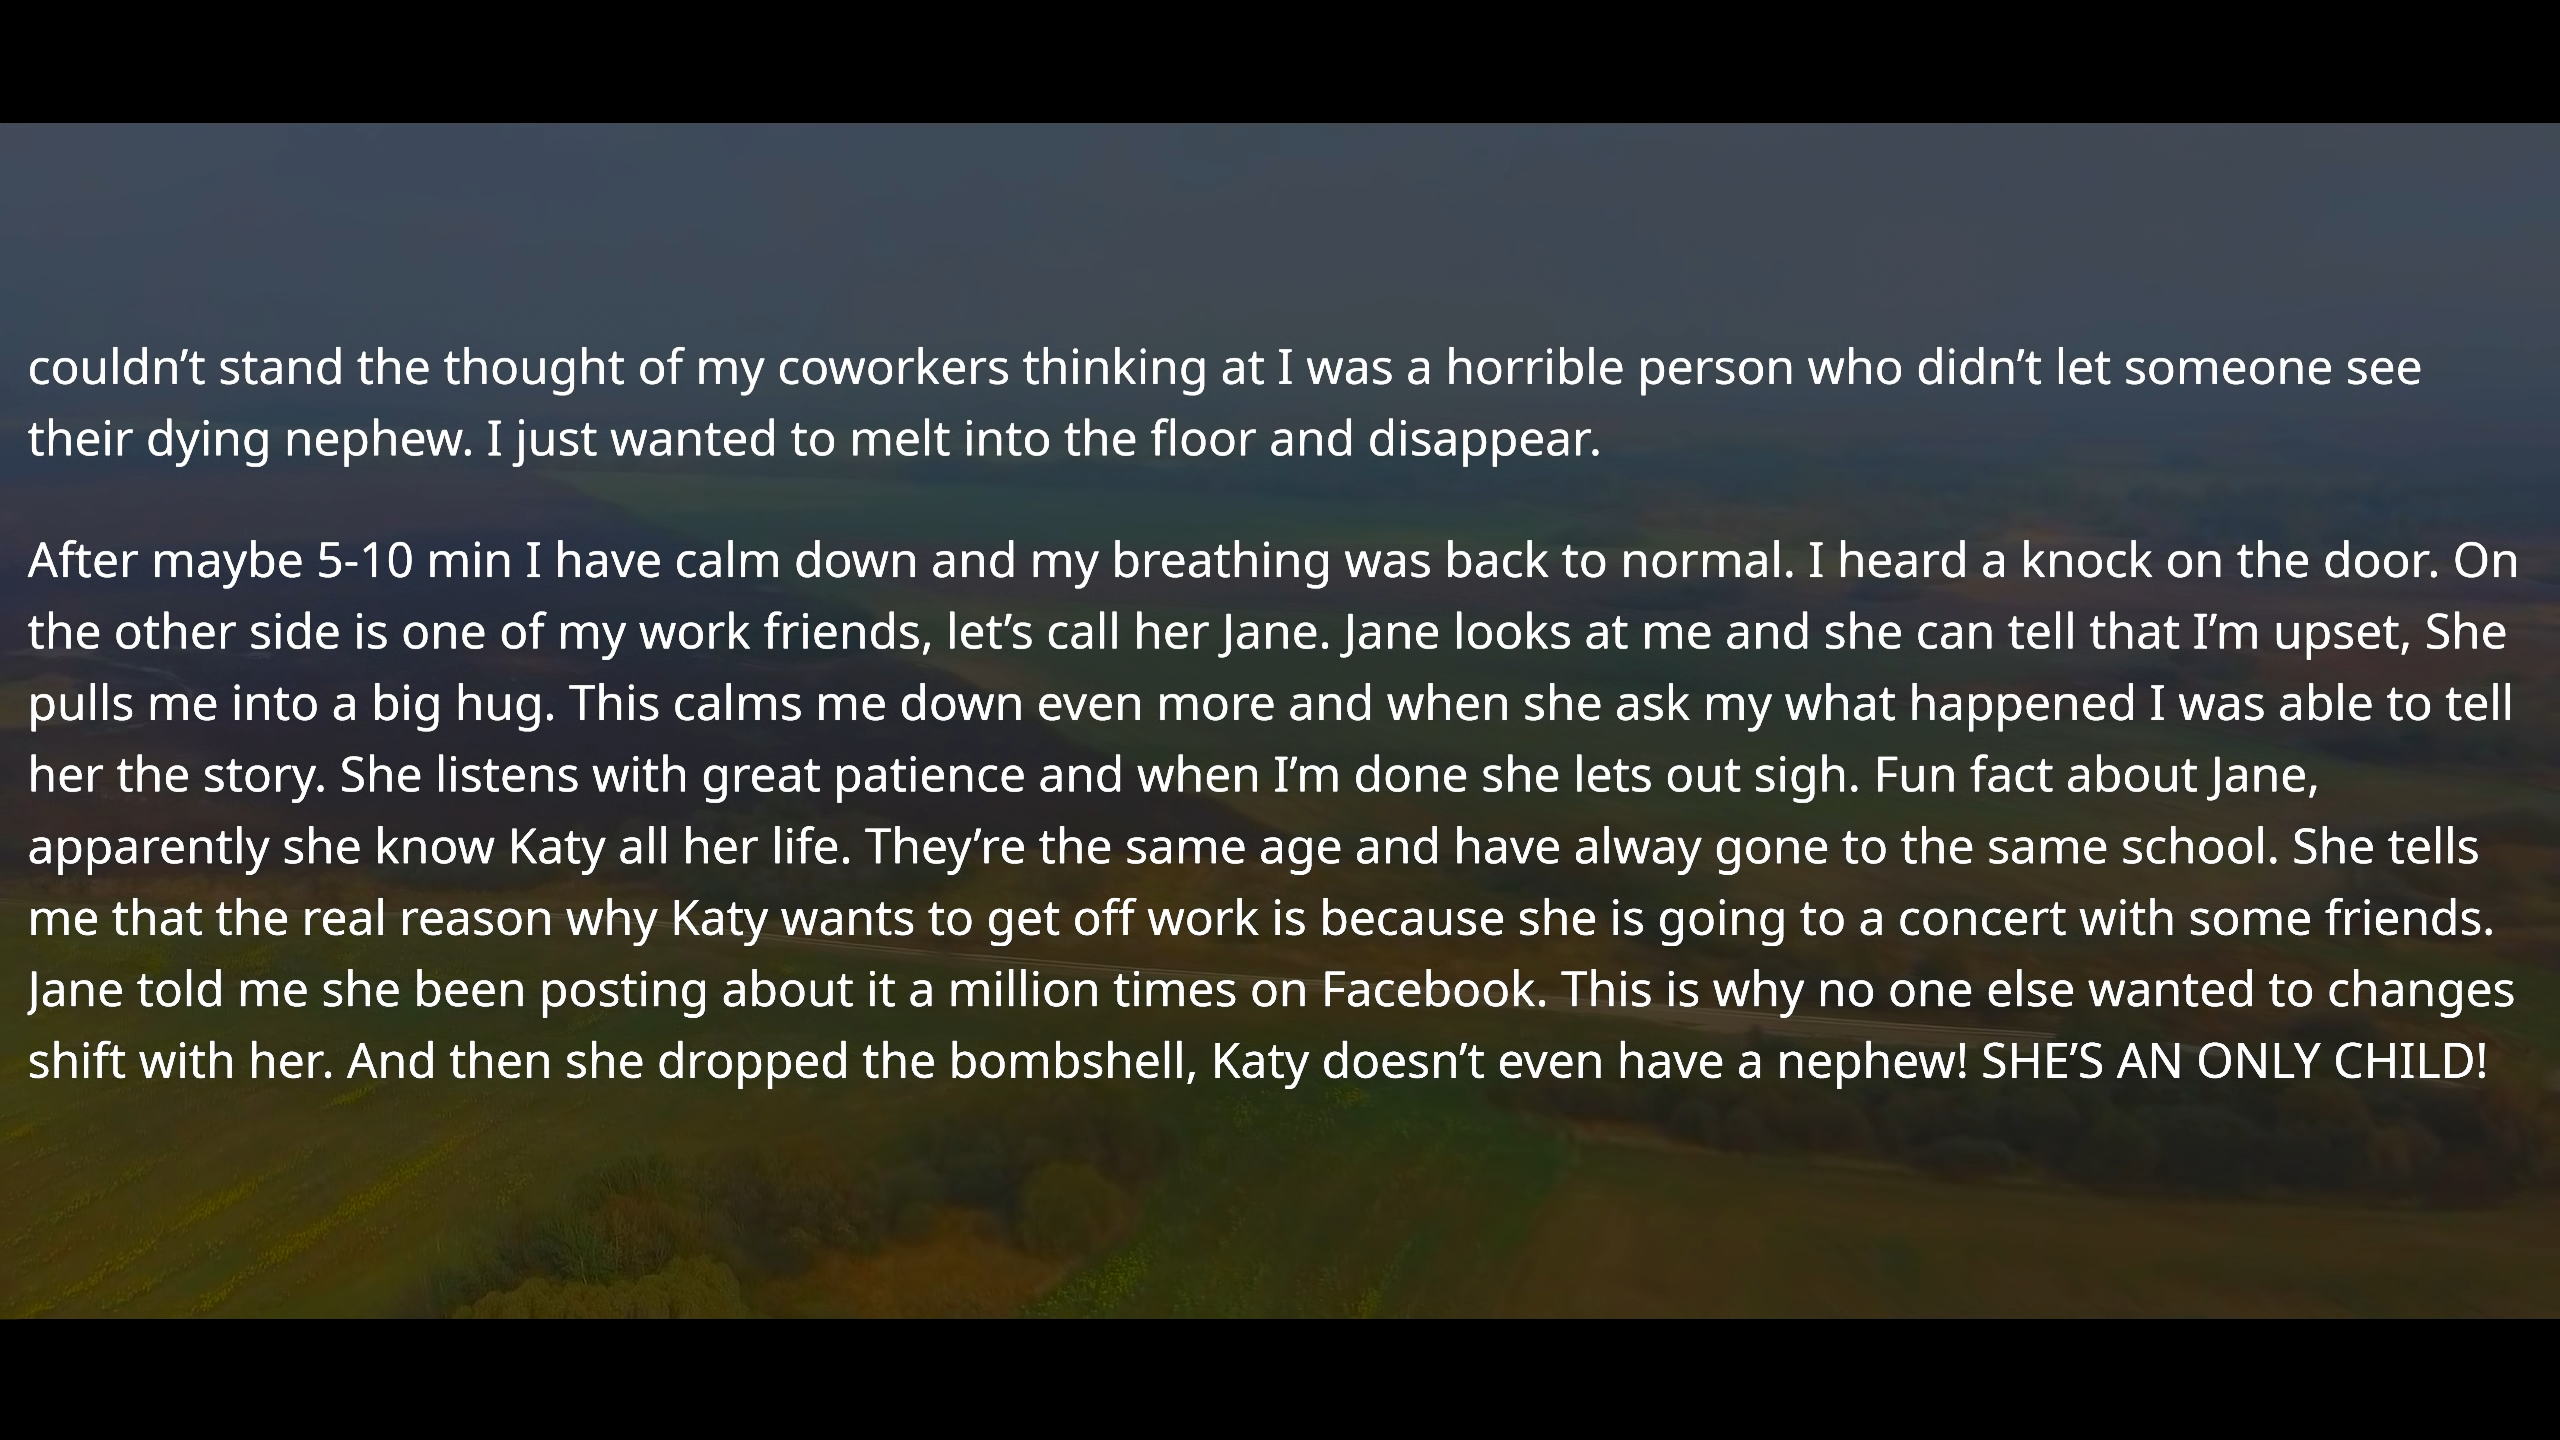 couldn’t stand the thought of my coworkers thinking at I was a horrible person who didn’t let someone see
their dying nephew. I just wanted to melt into the floor and disappear.
After maybe 5-10 min I have calm down and my breathing was back to normal. I heard a knock on the door. On
the other side is one of my work friends, let’s call her Jane. Jane looks at me and she can tell that I’m upset, She
pulls me into a big hug. This calms me down even more and when she ask my what happened I was able to tell
her the story. She listens with great patience and when I’m done she lets out sigh. Fun fact about Jane,
apparently she know Katy all her life. They’re the same age and have alway gone to the same school. She tells
me that the real reason why Katy wants to get off work is because she is going to a concert with some friends.
Jane told me she been posting about it a million times on Facebook. This is why no one else wanted to changes
shift with her. And then she dropped the bombshell, Katy doesn’t even have a nephew! SHE’S AN ONLY CHILD!